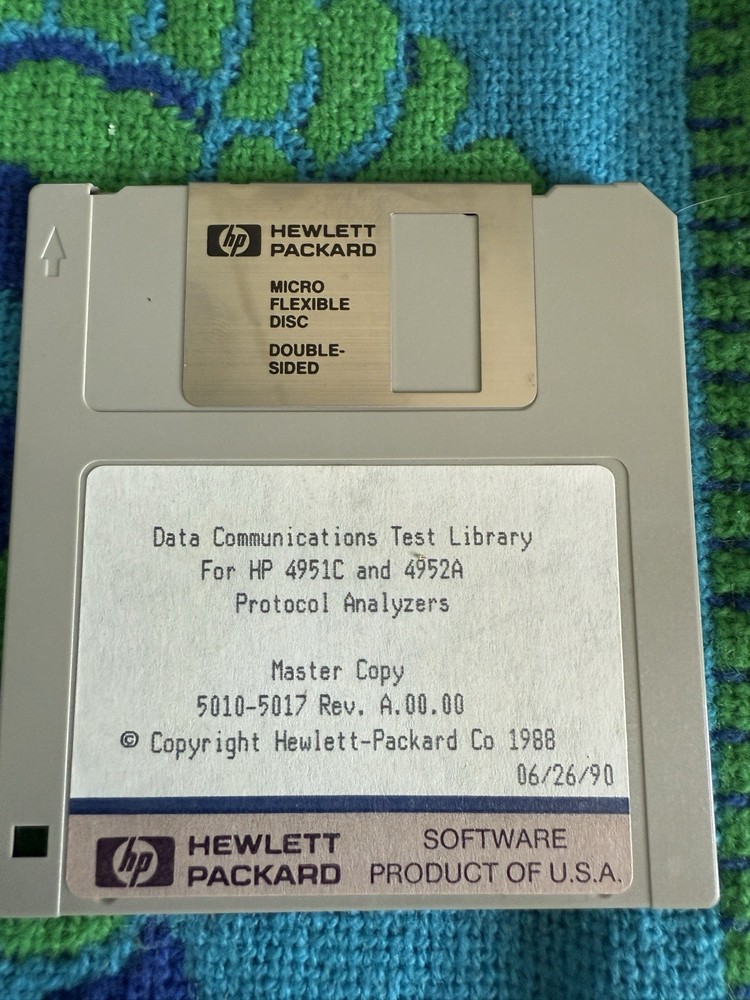 hp HEWLETT
PACKARD
MICRO
FLEXIBLE
DISC
DOUBLE-
SIDED
Data Communications Test Library
For HP 4951C and 4952A
Protocol Analyzers
Master Copy
5010-5017 Rev. A.00.00
© Copyright Hewlett-Packard Co 1988
06/26/90
hp HEWLETT
PACKARD
SOFTWARE
PRODUCT OF U.S.A.